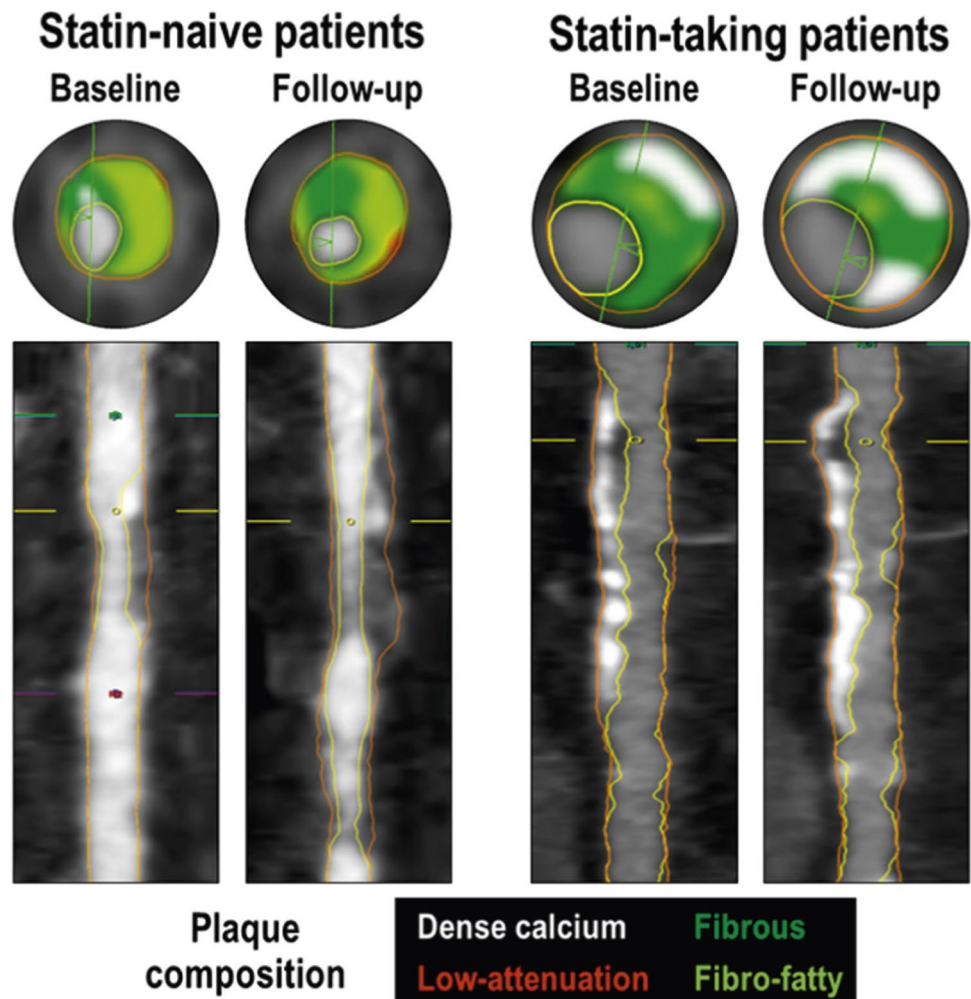 Statin-naive patients
Statin-taking patients
Baseline
Follow-up
Baseline
Follow-up
Plaque
composition
Dense calcium
Fibrous
Low-attenuation
Fibro-fatty